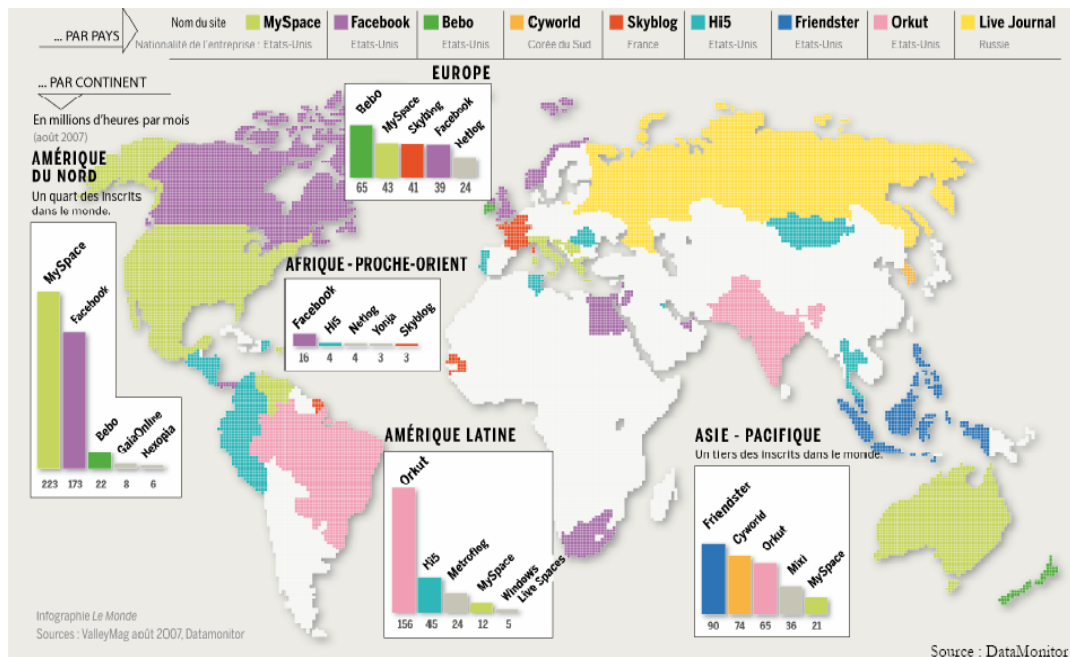 ... PAR PAYS
Nom du site
MySpace
Facebook
Bebo
Cyworld
Skyblog
Hi5
Friendster
Orkut
Live Journal
Nationalité de l'entreprise : Etats-Unis
Etats-Unis
Etats-Unis
Corée du Sud
France
Etats-Unis
Etats-Unis
Etats-Unis
Russie
... PAR CONTINENT
En millions d'heures par mois
(août 2007)
AMÉRIQUE
DU NORD
Un quart des inscrits
dans le monde.
MySpace
Facebook
Bebo
GaiaOnline
Nexopia
223
173
22
8
6
EUROPE
Bebo
MySpace
Skyblog
Facebook
Netlog
65
43
41
39
24
AFRIQUE - PROCHE-ORIENT
Facebook
Hi5
Netlog
Yonja
Skyblog
16
4
4
3
3
AMÉRIQUE LATINE
Orkut
Hi5
Metroflog
MySpace
Windows
Live Spaces
156
45
24
12
5
ASIE - PACIFIQUE
Un tiers des inscrits dans le monde.
Friendster
Cyworld
Orkut
Mixi
MySpace
90
74
65
36
21
Infographie Le Monde
Sources : ValleyMag août 2007, Datamonitor
Source : DataMonitor